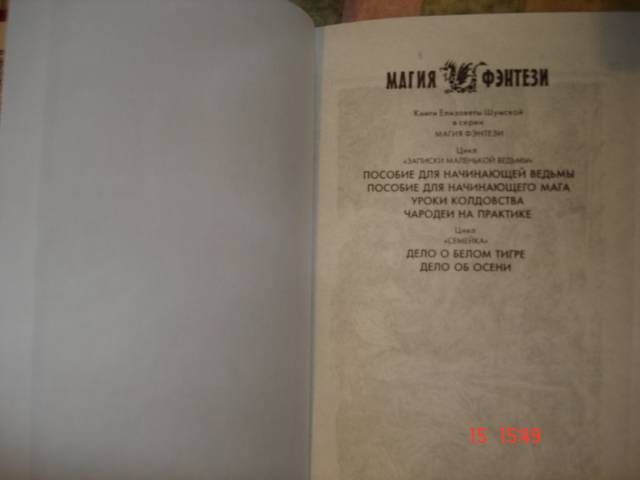 МАГИЯ ФЭНТЕЗИ
Книги Елизаветы Шумской
в серии
МАГИЯ ФЭНТЕЗИ
Цикл
«ЗАПИСКИ МАЛЕНЬКОЙ ВЕДЬМЫ»
ПОСОБИЕ ДЛЯ НАЧИНАЮЩЕЙ ВЕДЬМЫ
ПОСОБИЕ ДЛЯ НАЧИНАЮЩЕГО МАГА
УРОКИ КОЛДОВСТВА
ЧАРОДЕИ НА ПРАКТИКЕ
Цикл
«СЕМЕЙКА»
ДЕЛО О БЕЛОМ ТИГРЕ
ДЕЛО ОБ ОСЕНИ
15 15:49